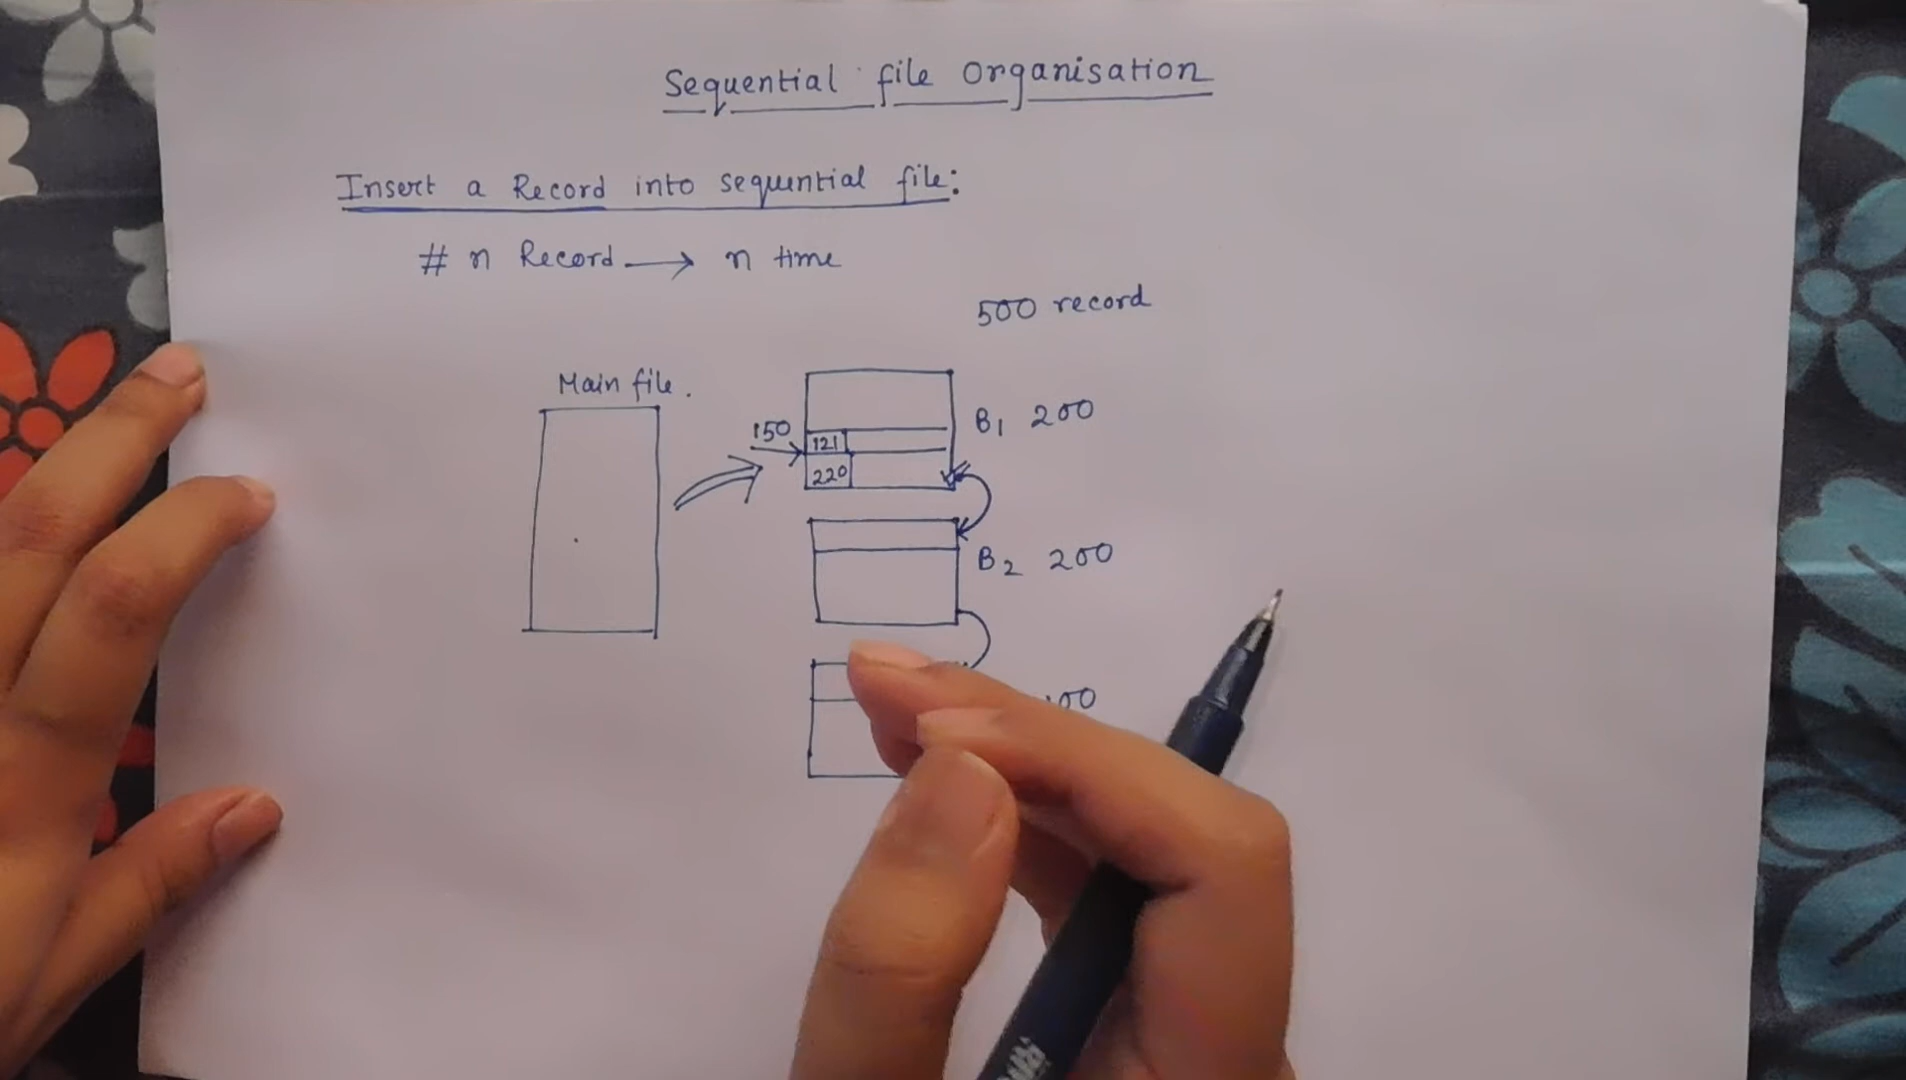 Sequential file Organisation
Insert a Record into sequential file:
# n Record → n time
500 record
Main file.
150
121
220
B1 200
B2 200
00